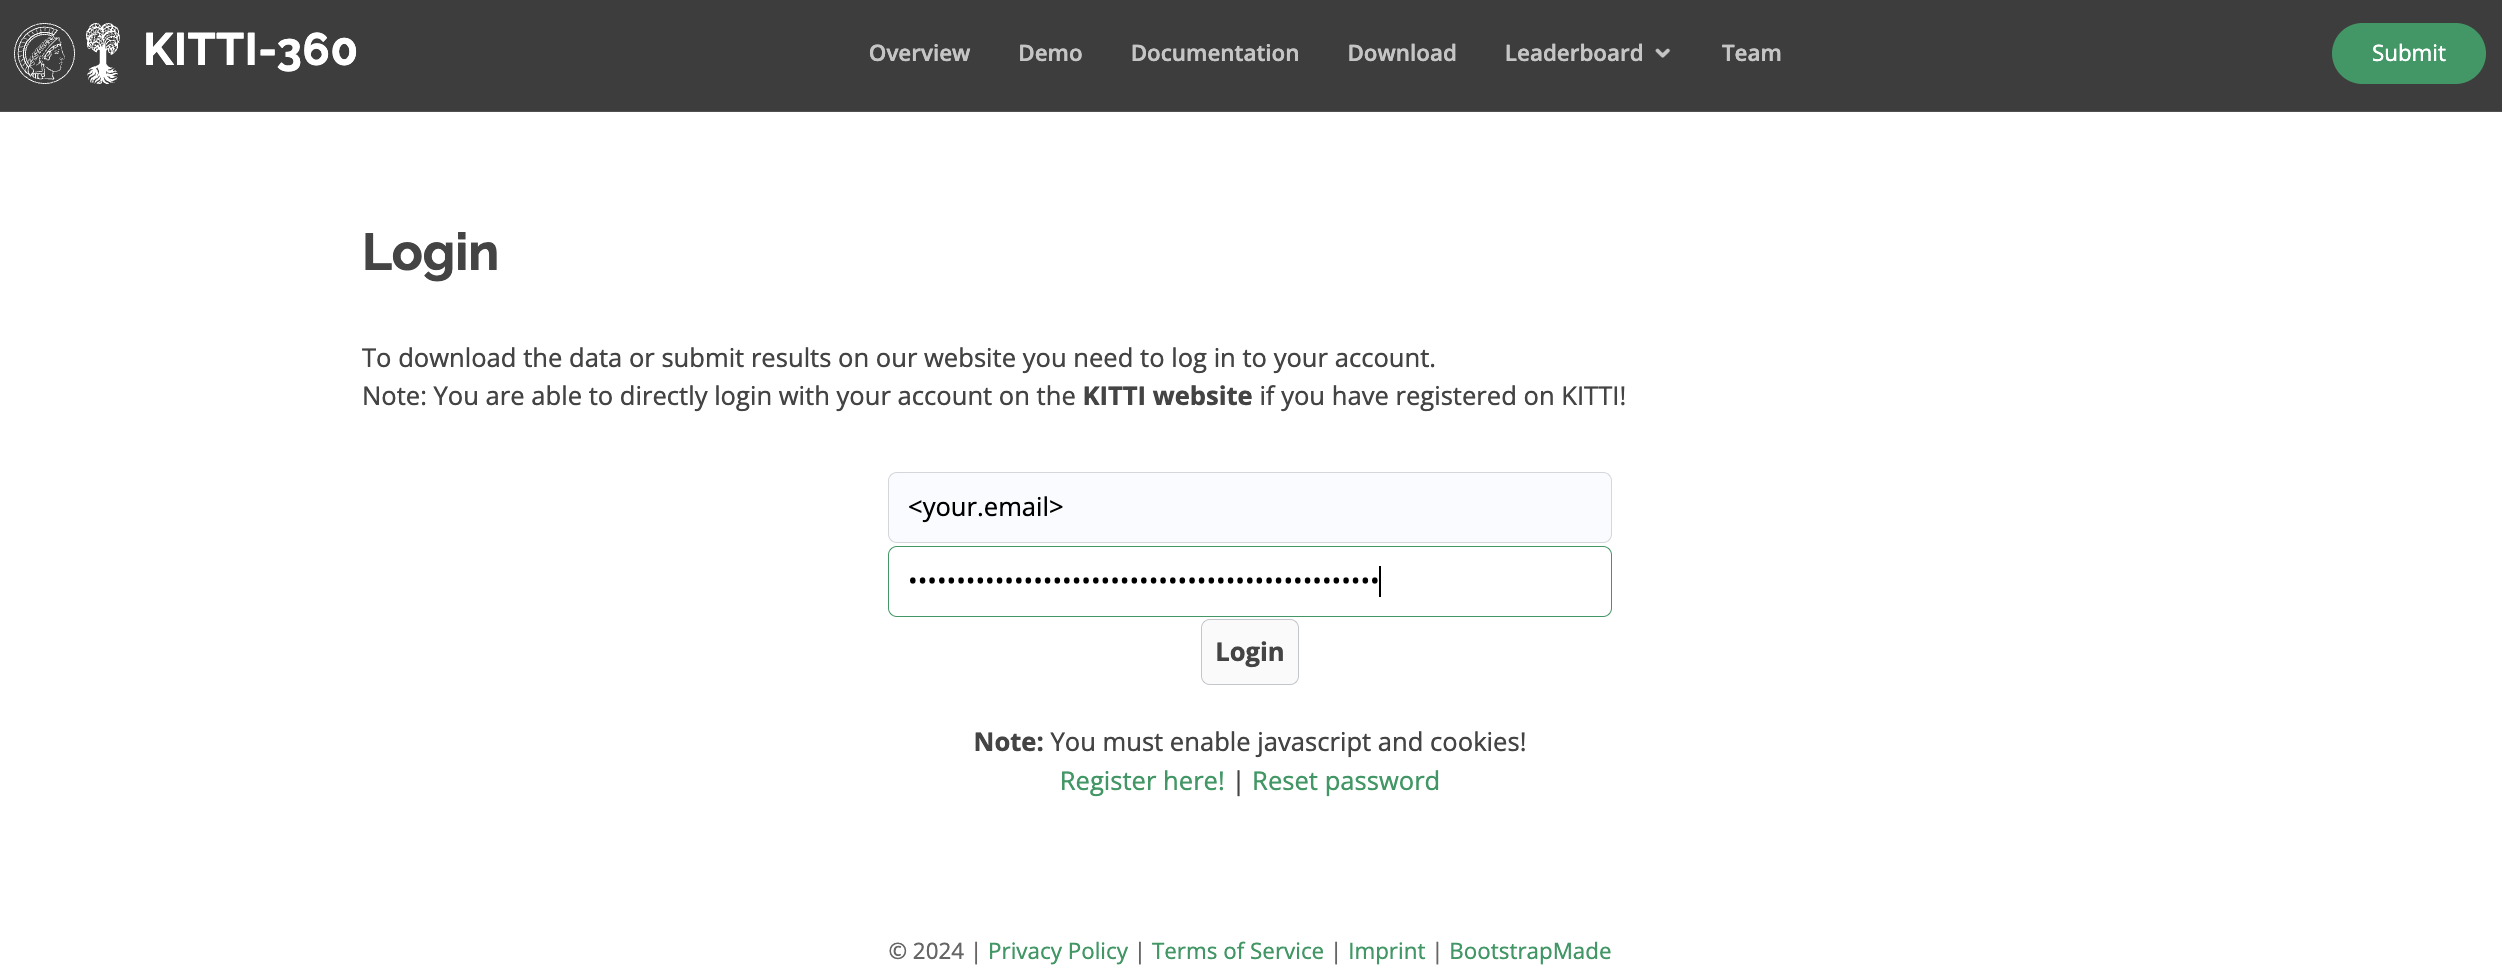 KITTI-360
Overview Demo Documentation Download Leaderboard Team
Submit
Login
To download the data or submit results on our website you need to log in to your account.
Note: You are able to directly login with your account on the KITTI website if you have registered on KITTI!
<your.email>
•••••••••••••••••••••••••••••••••••••••••••••••••
Login
Note: You must enable javascript and cookies!
Register here! | Reset password
© 2024 | Privacy Policy | Terms of Service | Imprint | BootstrapMade